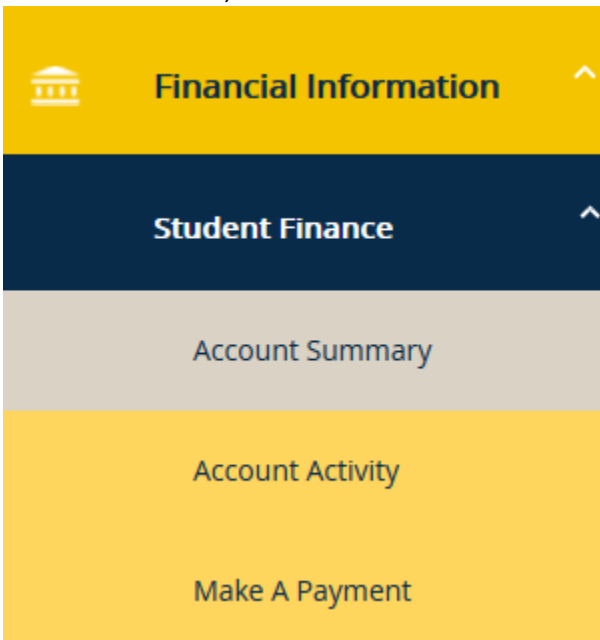 Financial Information
Student Finance
Account Summary
Account Activity
Make A Payment